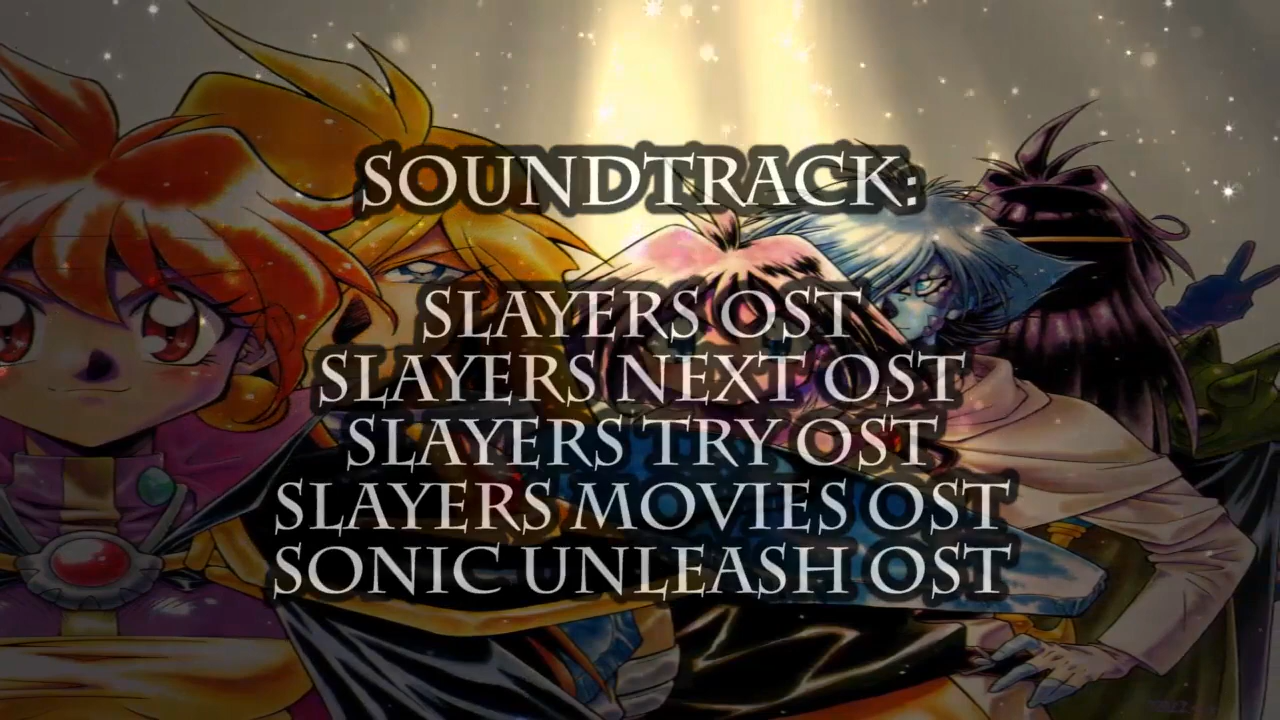 SOUNDTRACK:
SLAYERS OST
SLAYERS NEXT OST
SLAYERS TRY OST
SLAYERS MOVIES OST
SONIC UNLEASH OST